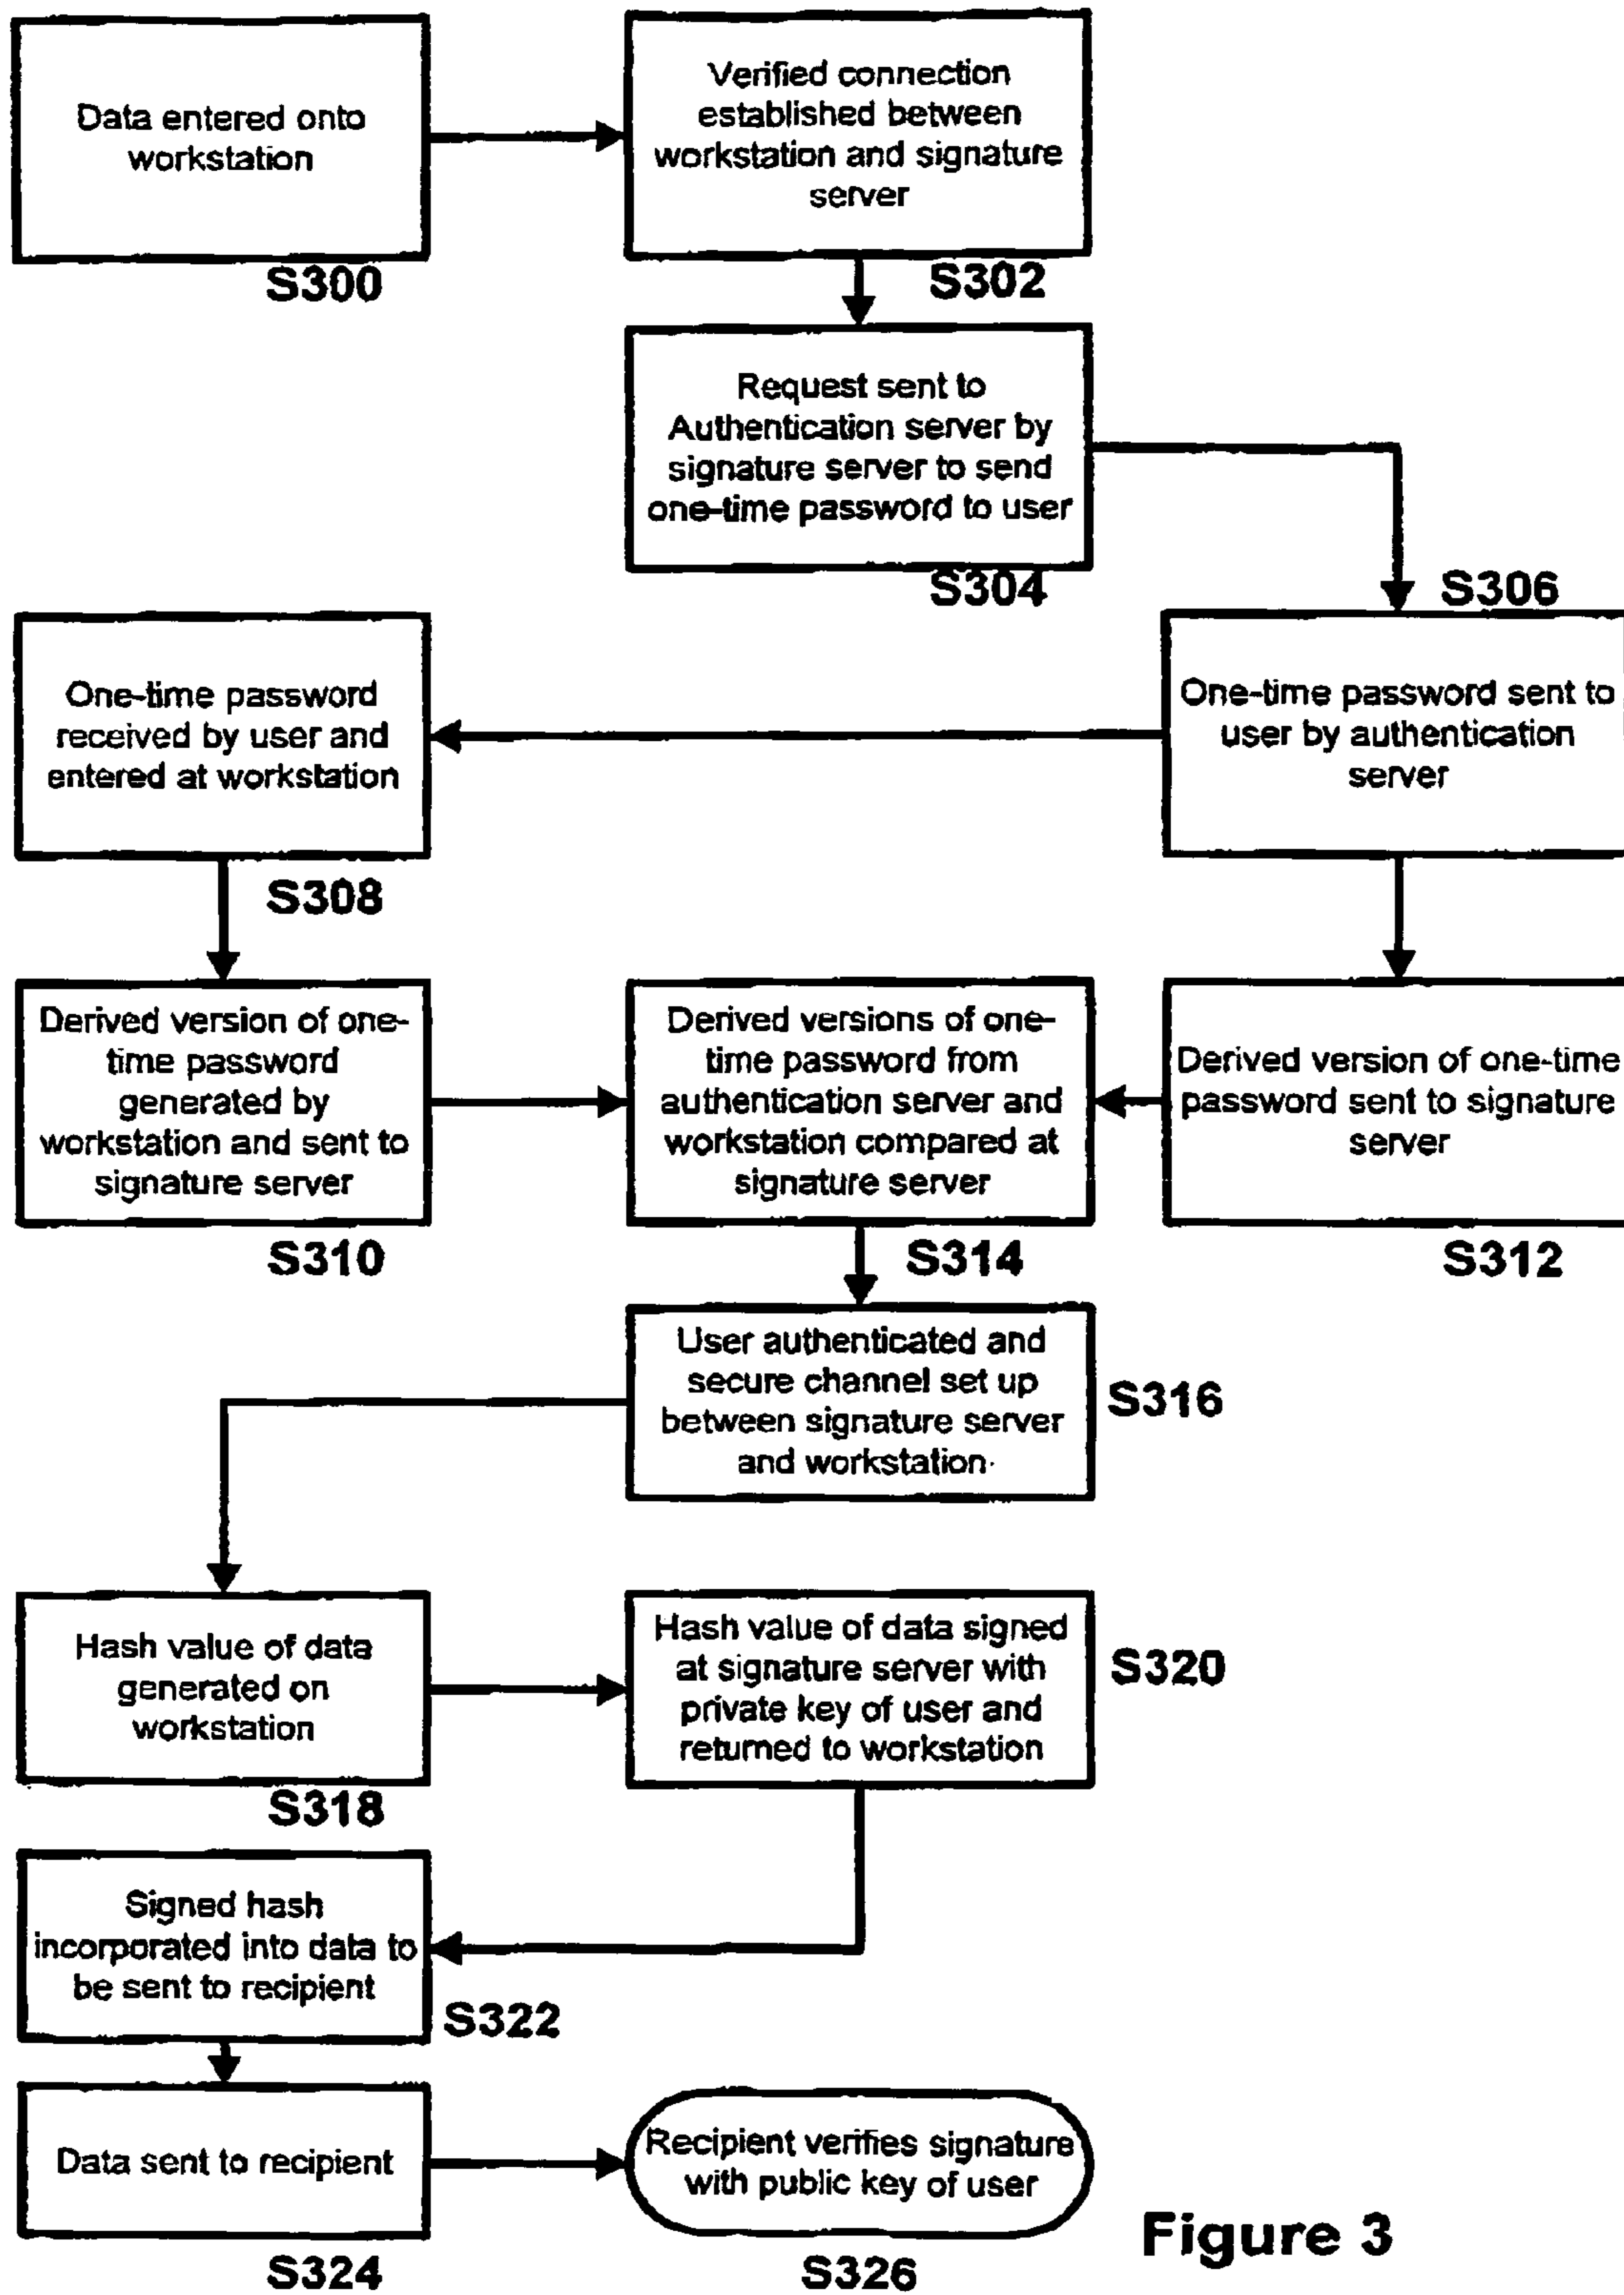 Data entered onto
workstation
S300
Verified connection
established between
workstation and signature
server
S302
Request sent to
Authentication server by
signature server to send
one-time password to user
S304
S306
One-time password sent to
user by authentication
server
One-time password
received by user and
entered at workstation
S308
Derived version of one-
time password
generated by
workstation and sent to
signature server
S310
Derived versions of one-
time password from
authentication server and
workstation compared at
signature server
S314
Derived version of one-time
password sent to signature
server
S312
User authenticated and
secure channel set up
between signature server
and workstation
S316
Hash value of data
generated on
workstation
S318
Hash value of data signed
at signature server with
private key of user and
returned to workstation
S320
Signed hash
incorporated into data to
be sent to recipient
S322
Data sent to recipient
S324
Recipient verifies signature
with public key of user
S326
Figure 3